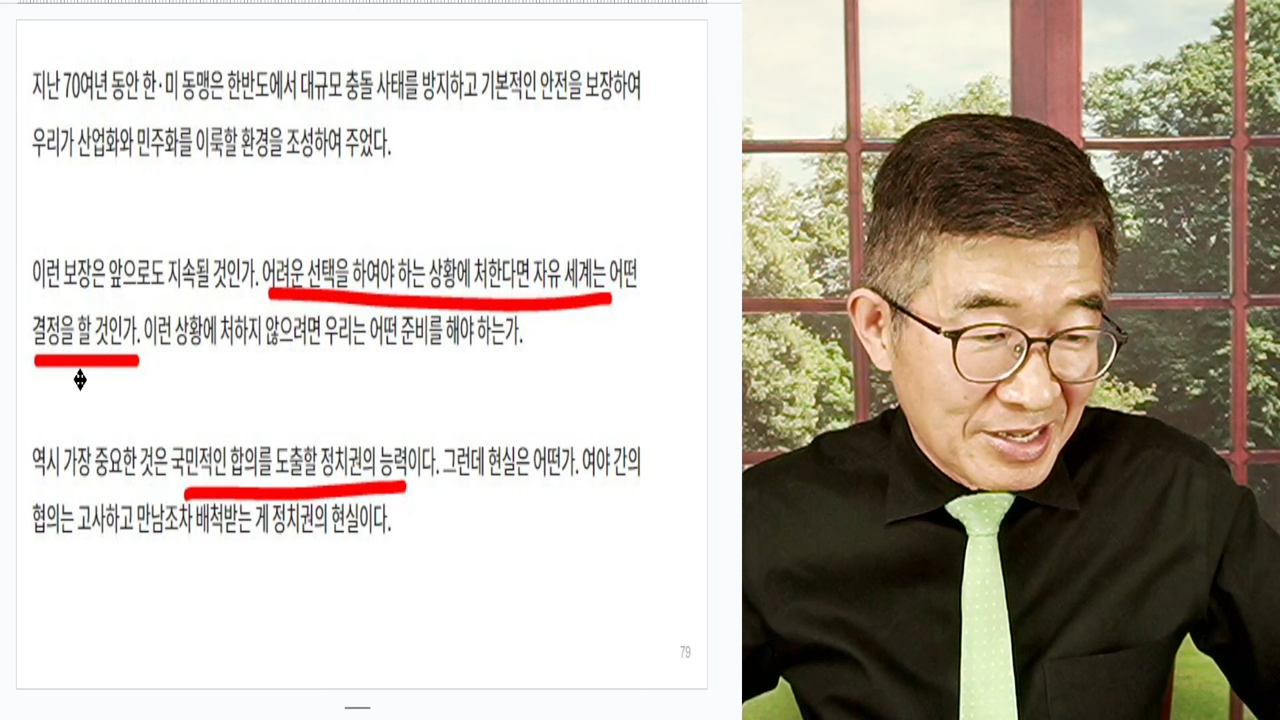 지난 70여년 동안 한·미 동맹은 한반도에서 대규모 충돌 사태를 방지하고 기본적인 안전을 보장하여
우리가 산업화와 민주화를 이룩할 환경을 조성하여 주었다.
이런 보장은 앞으로도 지속될 것인가. 어려운 선택을 하여야 하는 상황에 처한다면 자유 세계는 어떤
결정을 할 것인가. 이런 상황에 처하지 않으려면 우리는 어떤 준비를 해야 하는가.
역시 가장 중요한 것은 국민적인 합의를 도출할 정치권의 능력이다. 그런데 현실은 어떤가. 여야 간의
협의는 고사하고 만남조차 배척받는 게 정치권의 현실이다.
79